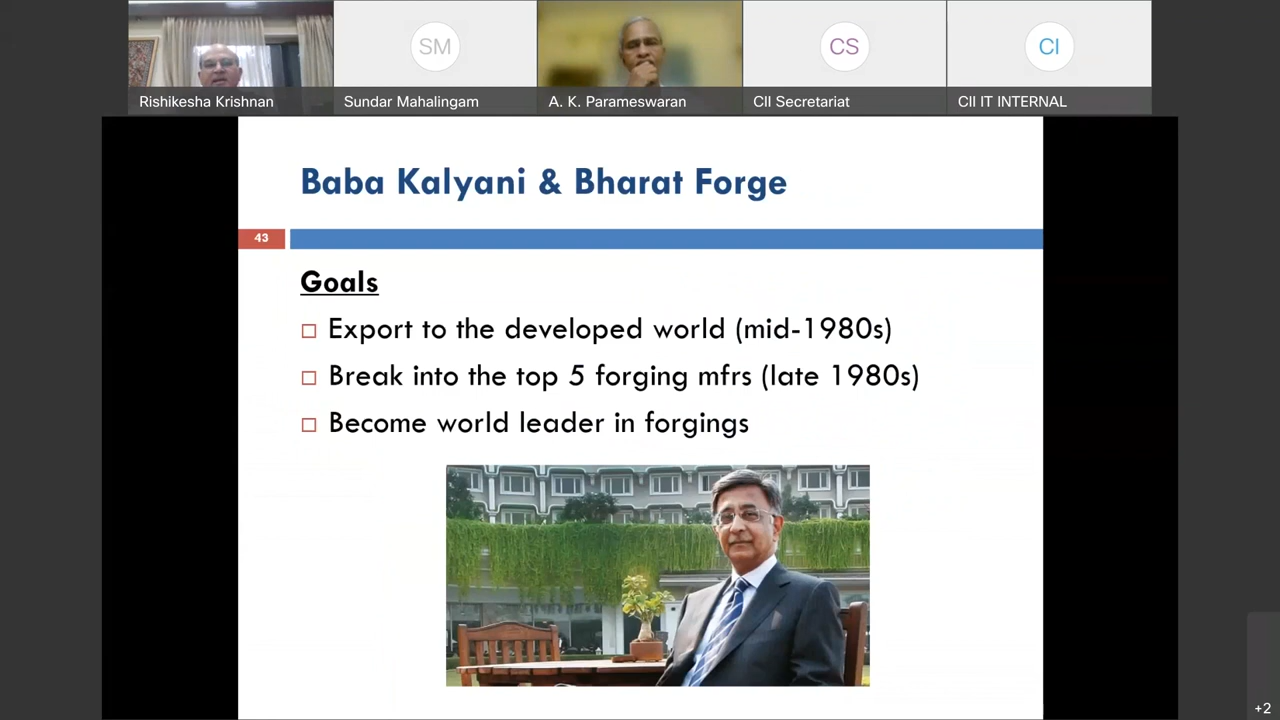 SM
CS
CI
Rishikesha Krishnan
Sundar Mahalingam
A. K. Parameswaran
CII Secretariat
CII IT INTERNAL
Baba Kalyani & Bharat Forge
43
Goals
Export to the developed world (mid-1980s)
Break into the top 5 forging mfrs (late 1980s)
Become world leader in forgings
+2